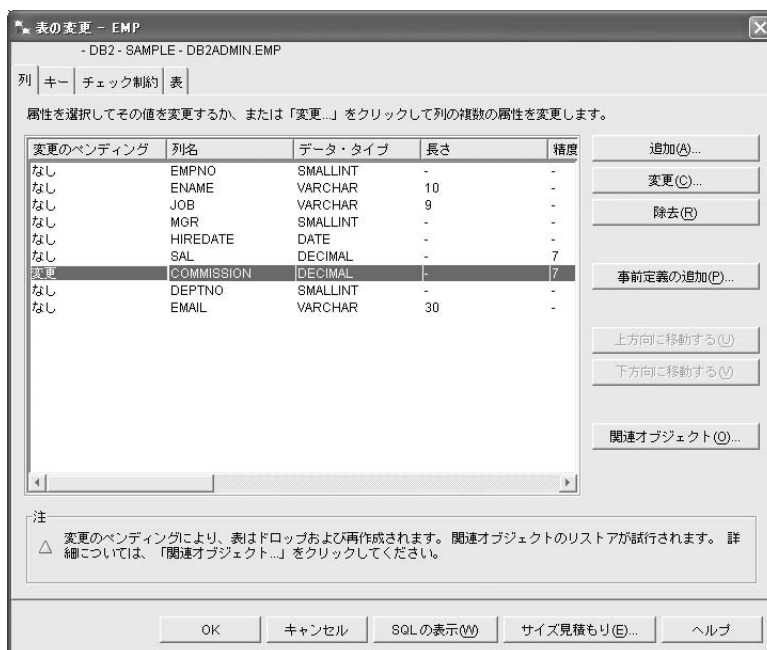 表の変更 - EMP
- DB2 - SAMPLE - DB2ADMIN.EMP
列 キー チェック制約 表
属性を選択してその値を変更するか、または「変更...」をクリックして列の複数の属性を変更します。
変更のペンディング 列名 データ・タイプ 長さ 精度
なし EMPNO SMALLINT - -
なし ENAME VARCHAR 10 -
なし JOB VARCHAR 9 -
なし MGR SMALLINT - -
なし HIREDATE DATE - -
なし SAL DECIMAL - 7
変更 COMMISSION DECIMAL - 7
なし DEPTNO SMALLINT - -
なし EMAIL VARCHAR 30 -
追加(A)...
変更(C)...
除去(R)
事前定義の追加(P)...
上方向に移動する(U)
下方向に移動する(V)
関連オブジェクト(O)...
注
変更のペンディングにより、表はドロップおよび再作成されます。 関連オブジェクトのリストアが試行されます。 詳
細については、「関連オブジェクト...」をクリックしてください。
OK キャンセル SQLの表示(W) サイズ見積もり(E)... ヘルプ